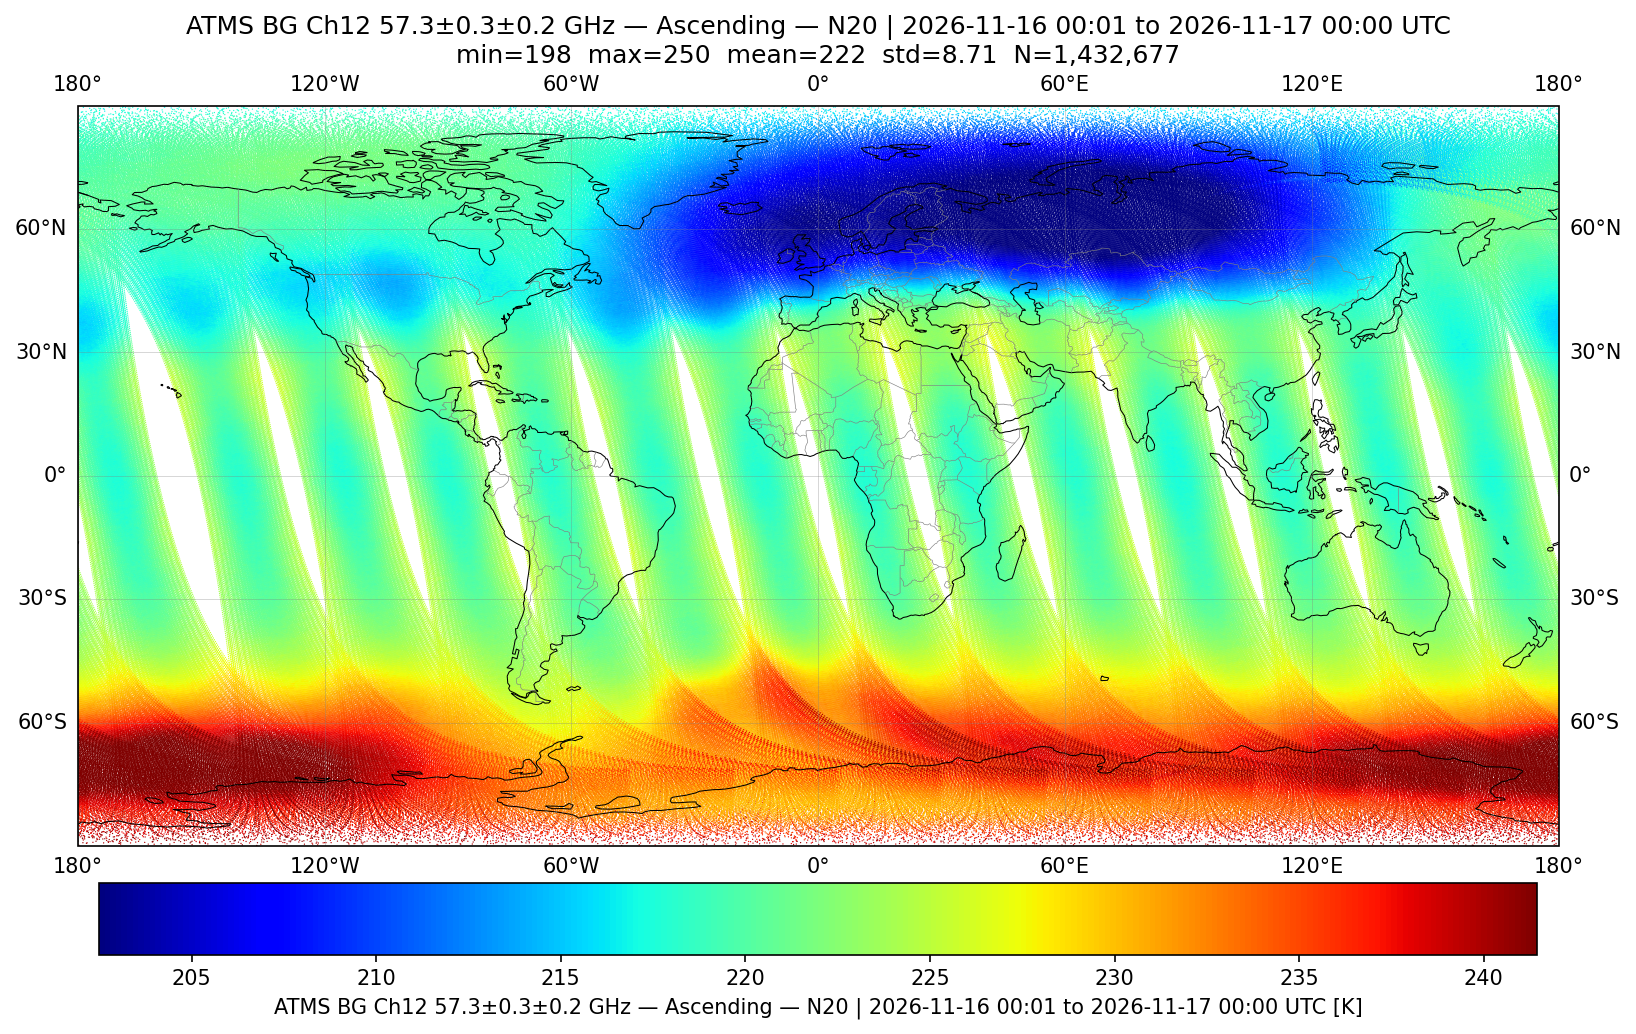 ATMS BG Ch12 57.3±0.3±0.2 GHz — Ascending — N20 | 2026-11-16 00:01 to 2026-11-17 00:00 UTC
min=198 max=250 mean=222 std=8.71 N=1,432,677
180° 120°W 60°W 0° 60°E 120°E 180°
60°N 60°N
30°N 30°N
0° 0°
30°S 30°S
60°S 60°S
180° 120°W 60°W 0° 60°E 120°E 180°
205 210 215 220 225 230 235 240
ATMS BG Ch12 57.3±0.3±0.2 GHz — Ascending — N20 | 2026-11-16 00:01 to 2026-11-17 00:00 UTC [K]